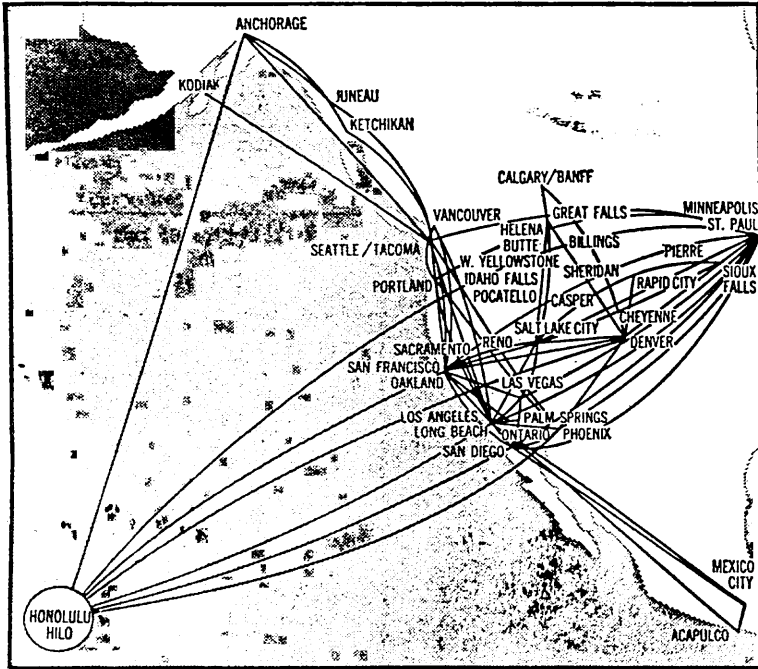 ANCHORAGE
KODIAK
JUNEAU
KETCHIKAN
CALGARY/BANFF
VANCOUVER
GREAT FALLS
MINNEAPOLIS
ST. PAUL
HELENA
BUTTE
BILLINGS
SEATTLE/TACOMA
W. YELLOWSTONE
PIERRE
IDAHO FALLS
SHERIDAN
SIOUX
FALLS
PORTLAND
RAPID CITY
POCATELLO
CASPER
CHEYENNE
SALT LAKE CITY
RENO
DENVER
SACRAMENTO
SAN FRANCISCO
OAKLAND
LAS VEGAS
LOS ANGELES
LONG BEACH
PALM SPRINGS
ONTARIO
PHOENIX
SAN DIEGO
MEXICO
CITY
HONOLULU
HILO
ACAPULCO